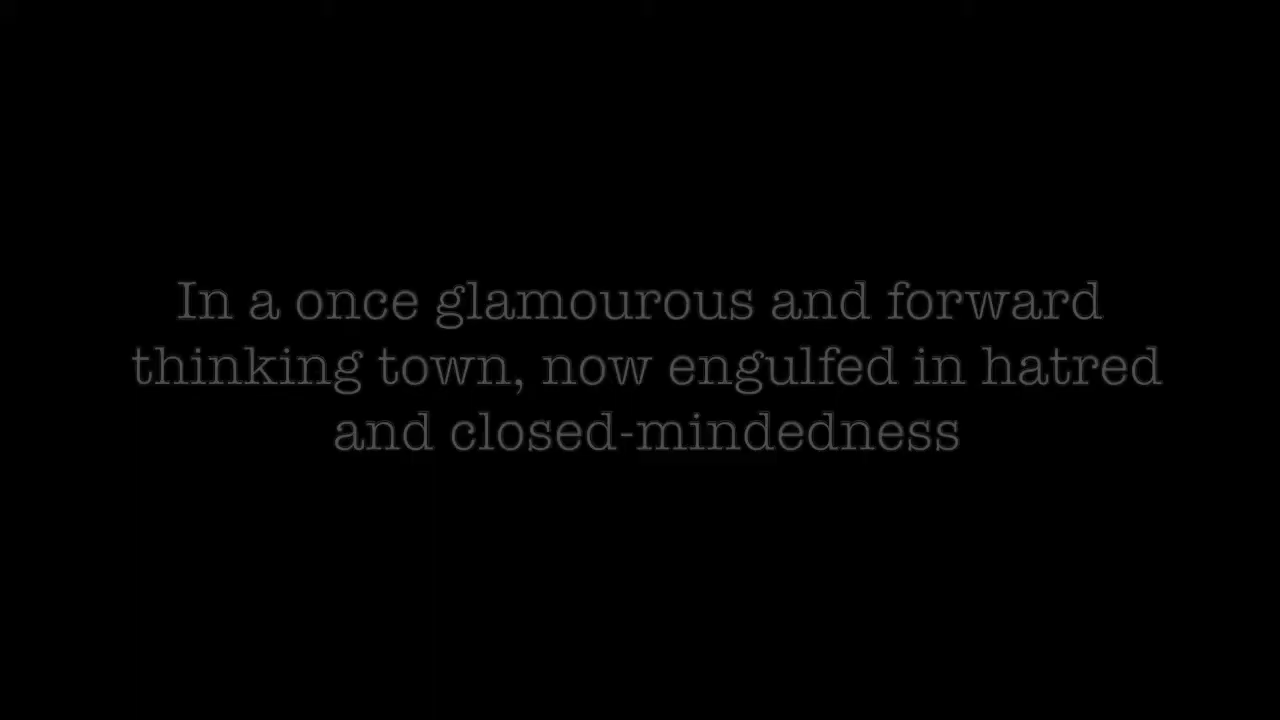 In a once glamourous and forward
thinking town, now engulfed in hatred
and closed-mindedness